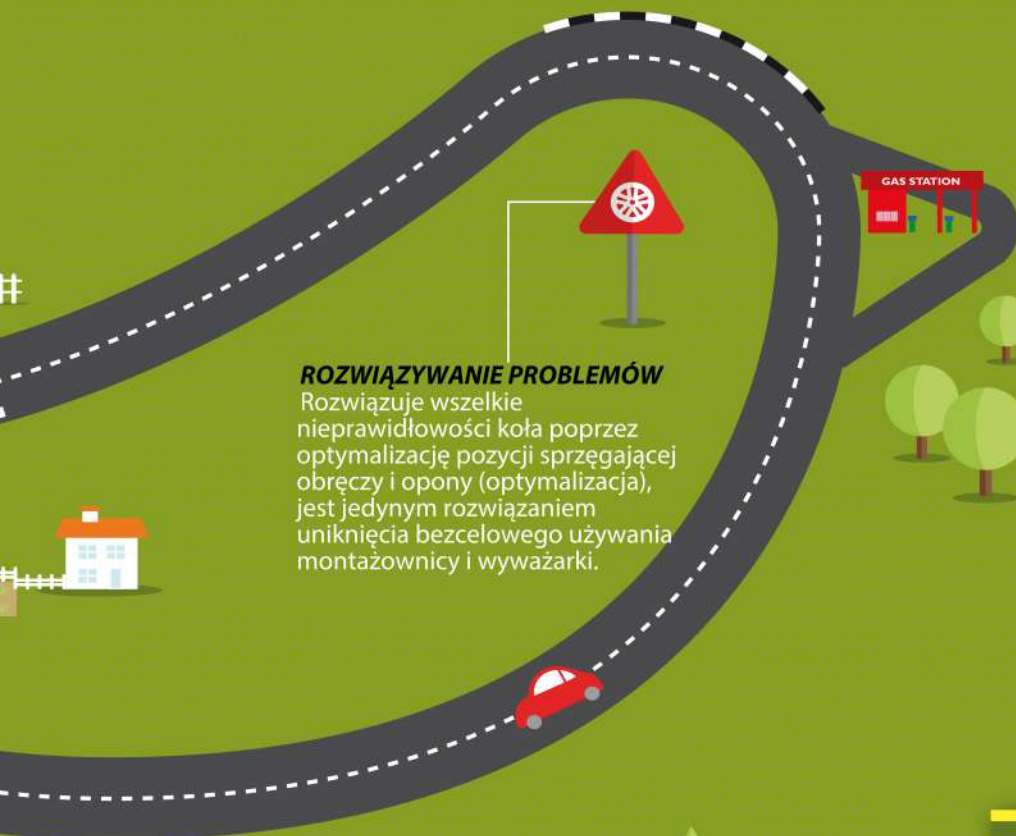 GAS STATION
ROZWIĄZYWANIE PROBLEMÓW
Rozwiązuje wszelkie
nieprawidłowości koła poprzez
optymalizację pozycji sprzęgającej
obręczy i opony (optymalizacja),
jest jedynym rozwiązaniem
uniknięcia bezcelowego używania
montażownicy i wyważarki.